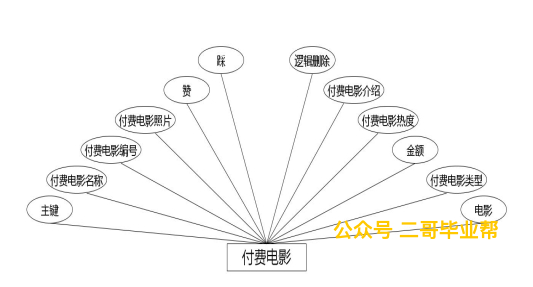 踩
逻辑删除
赞
付费电影介绍
付费电影照片
付费电影热度
付费电影编号
金额
付费电影名称
付费电影类型
主键
电影
公众号 二哥毕业帮
付费电影